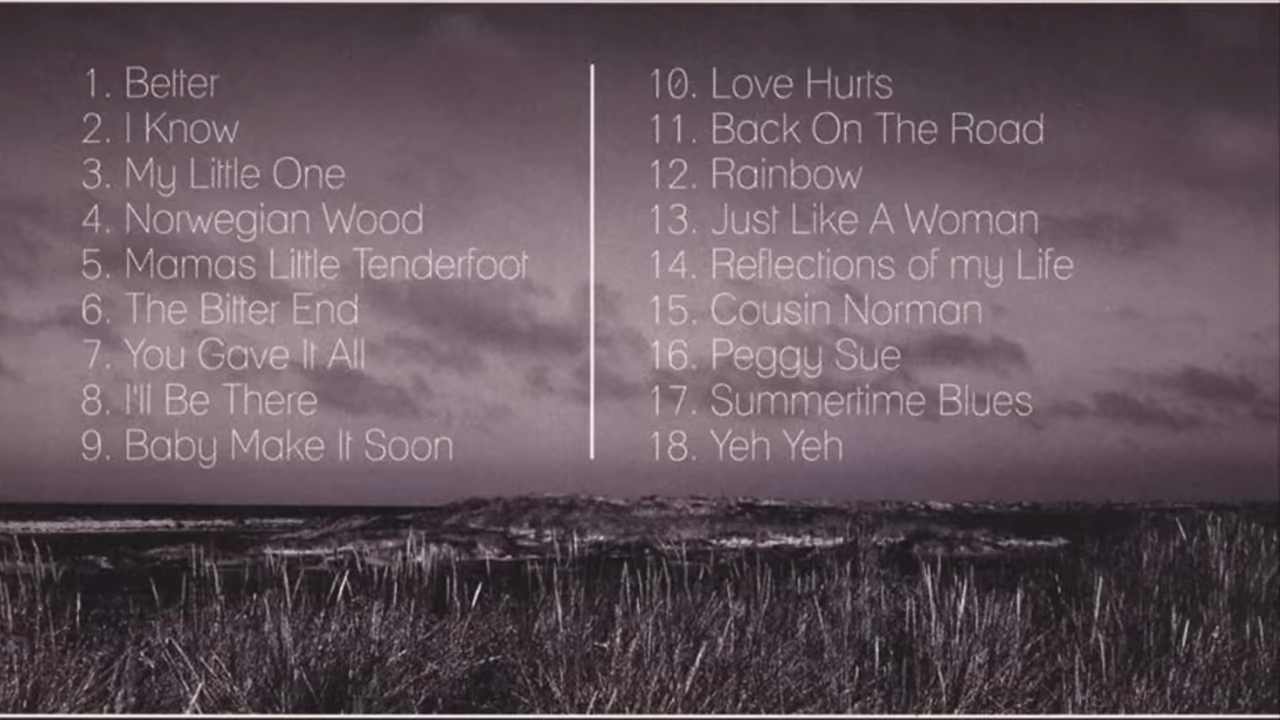 1. Better
2. I Know
3. My Little One
4. Norwegian Wood
5. Mamas Little Tenderfoot
6. The Bitter End
7. You Gave It All
8. I'll Be There
9. Baby Make It Soon
10. Love Hurts
11. Back On The Road
12. Rainbow
13. Just Like A Woman
14. Reflections of my Life
15. Cousin Norman
16. Peggy Sue
17. Summertime Blues
18. Yeh Yeh